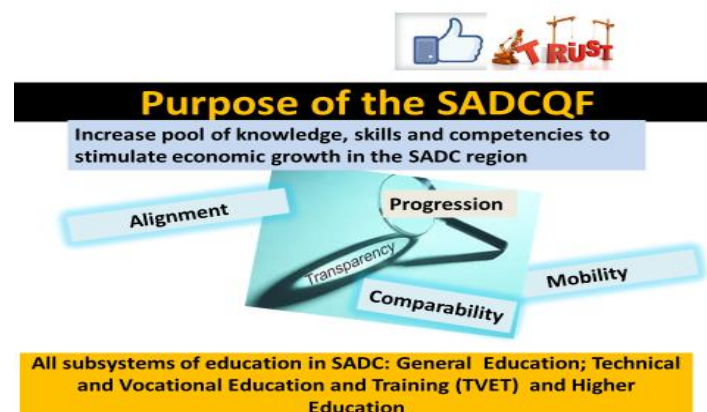 TRUST
Purpose of the SADCQF
Increase pool of knowledge, skills and competencies to
stimulate economic growth in the SADC region
Alignment
Progression
Transparency
Comparability
Mobility
All subsystems of education in SADC: General Education; Technical
and Vocational Education and Training (TVET) and Higher
Education